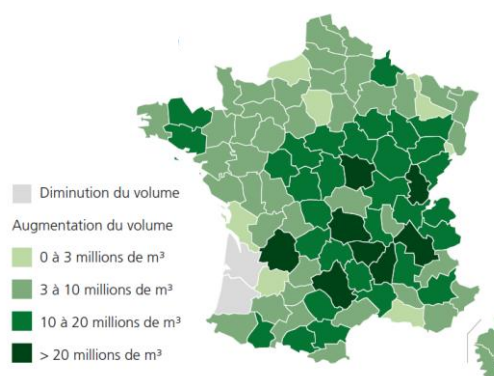 Diminution du volume
Augmentation du volume
0 à 3 millions de m³
3 à 10 millions de m³
10 à 20 millions de m³
> 20 millions de m³